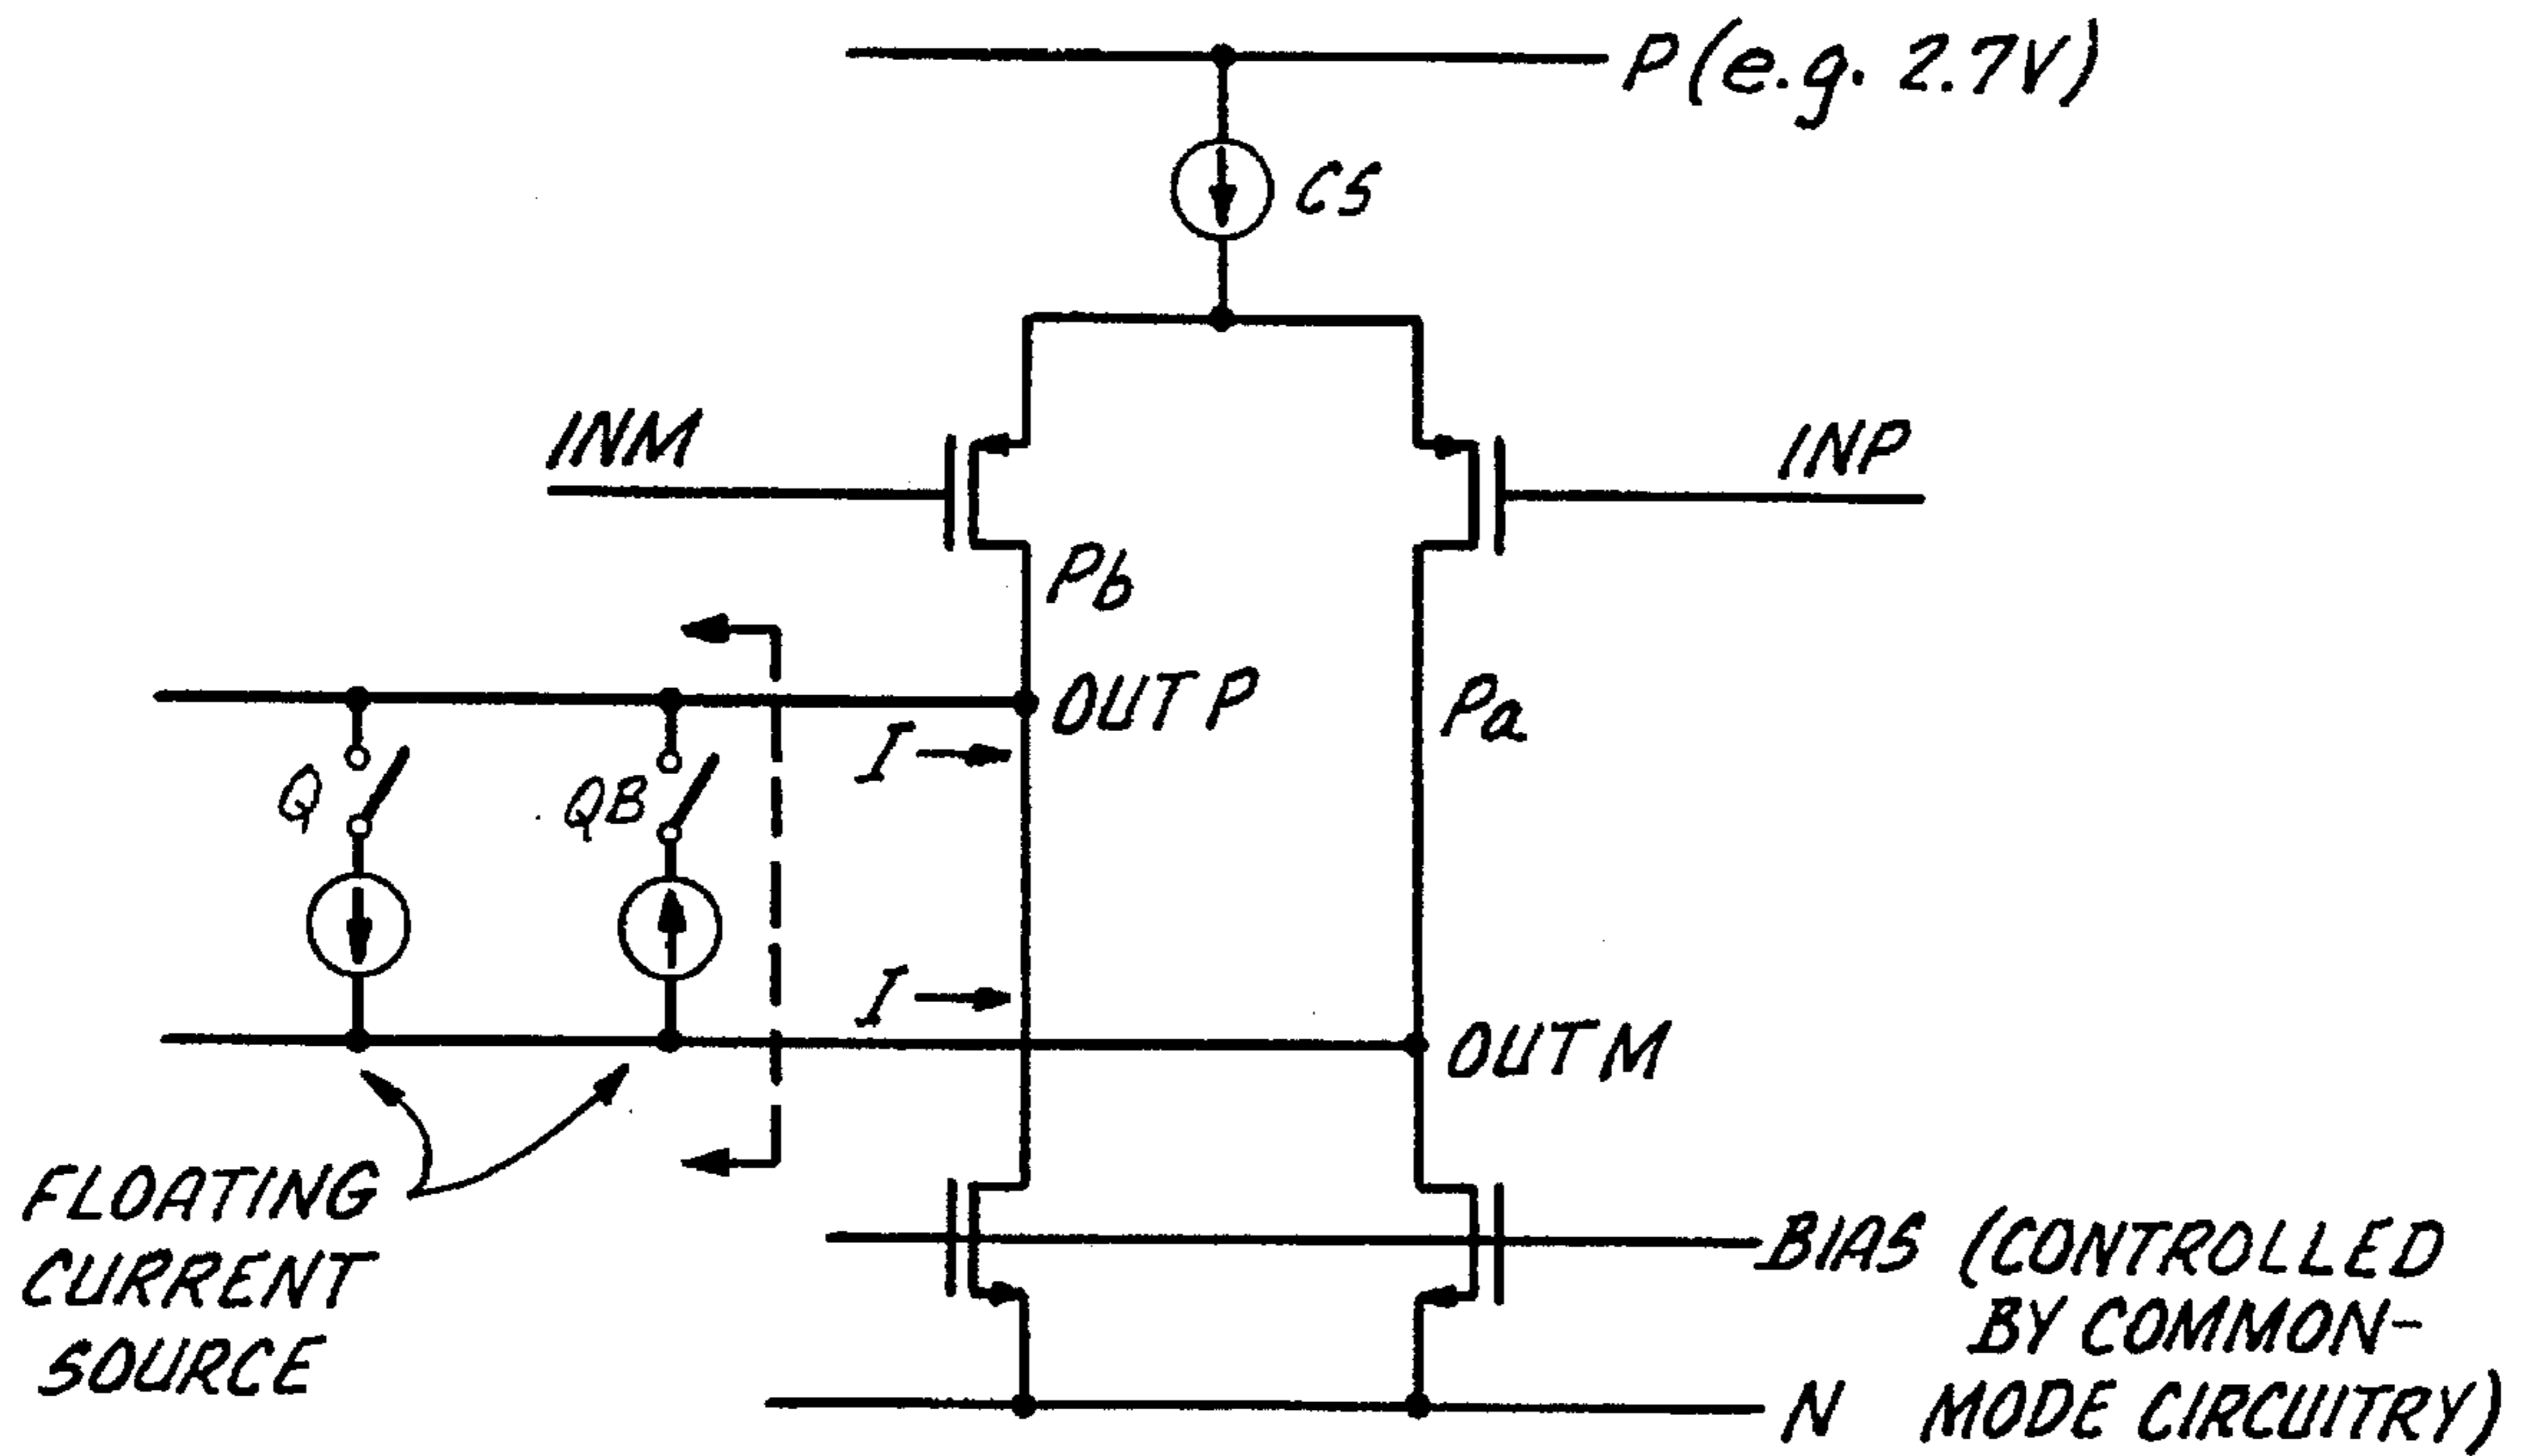 P (e.g. 2.7V)
CS
INM
INP
Pb
OUT P
Pa
I
Q
QB
I
OUT M
FLOATING
CURRENT
SOURCE
BIAS (CONTROLLED
BY COMMON-
MODE CIRCUITRY)
N